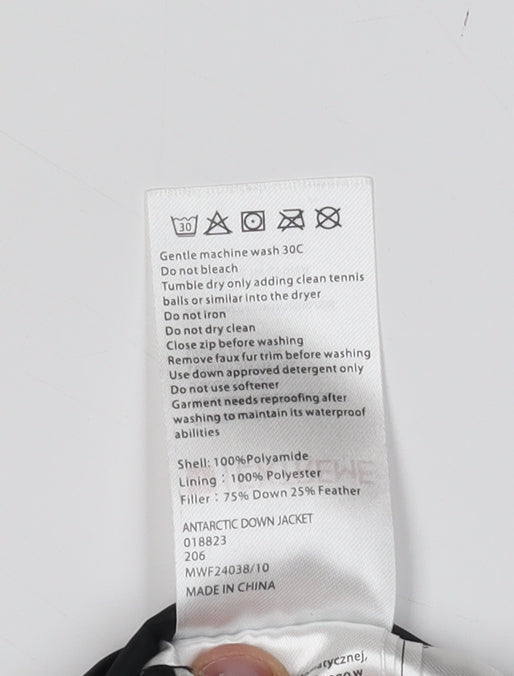 30
Gentle machine wash 30C
Do not bleach
Tumble dry only adding clean tennis
balls or similar into the dryer
Do not iron
Do not dry clean
Close zip before washing
Remove faux fur trim before washing
Use down approved detergent only
Do not use softener
Garment needs reproofing after
washing to maintain its waterproof
abilities
Shell: 100%Polyamide
Lining : 100% Polyester
Filler : 75% Down 25% Feather
ANTARCTIC DOWN JACKET
018823
206
MWF24038/10
MADE IN CHINA